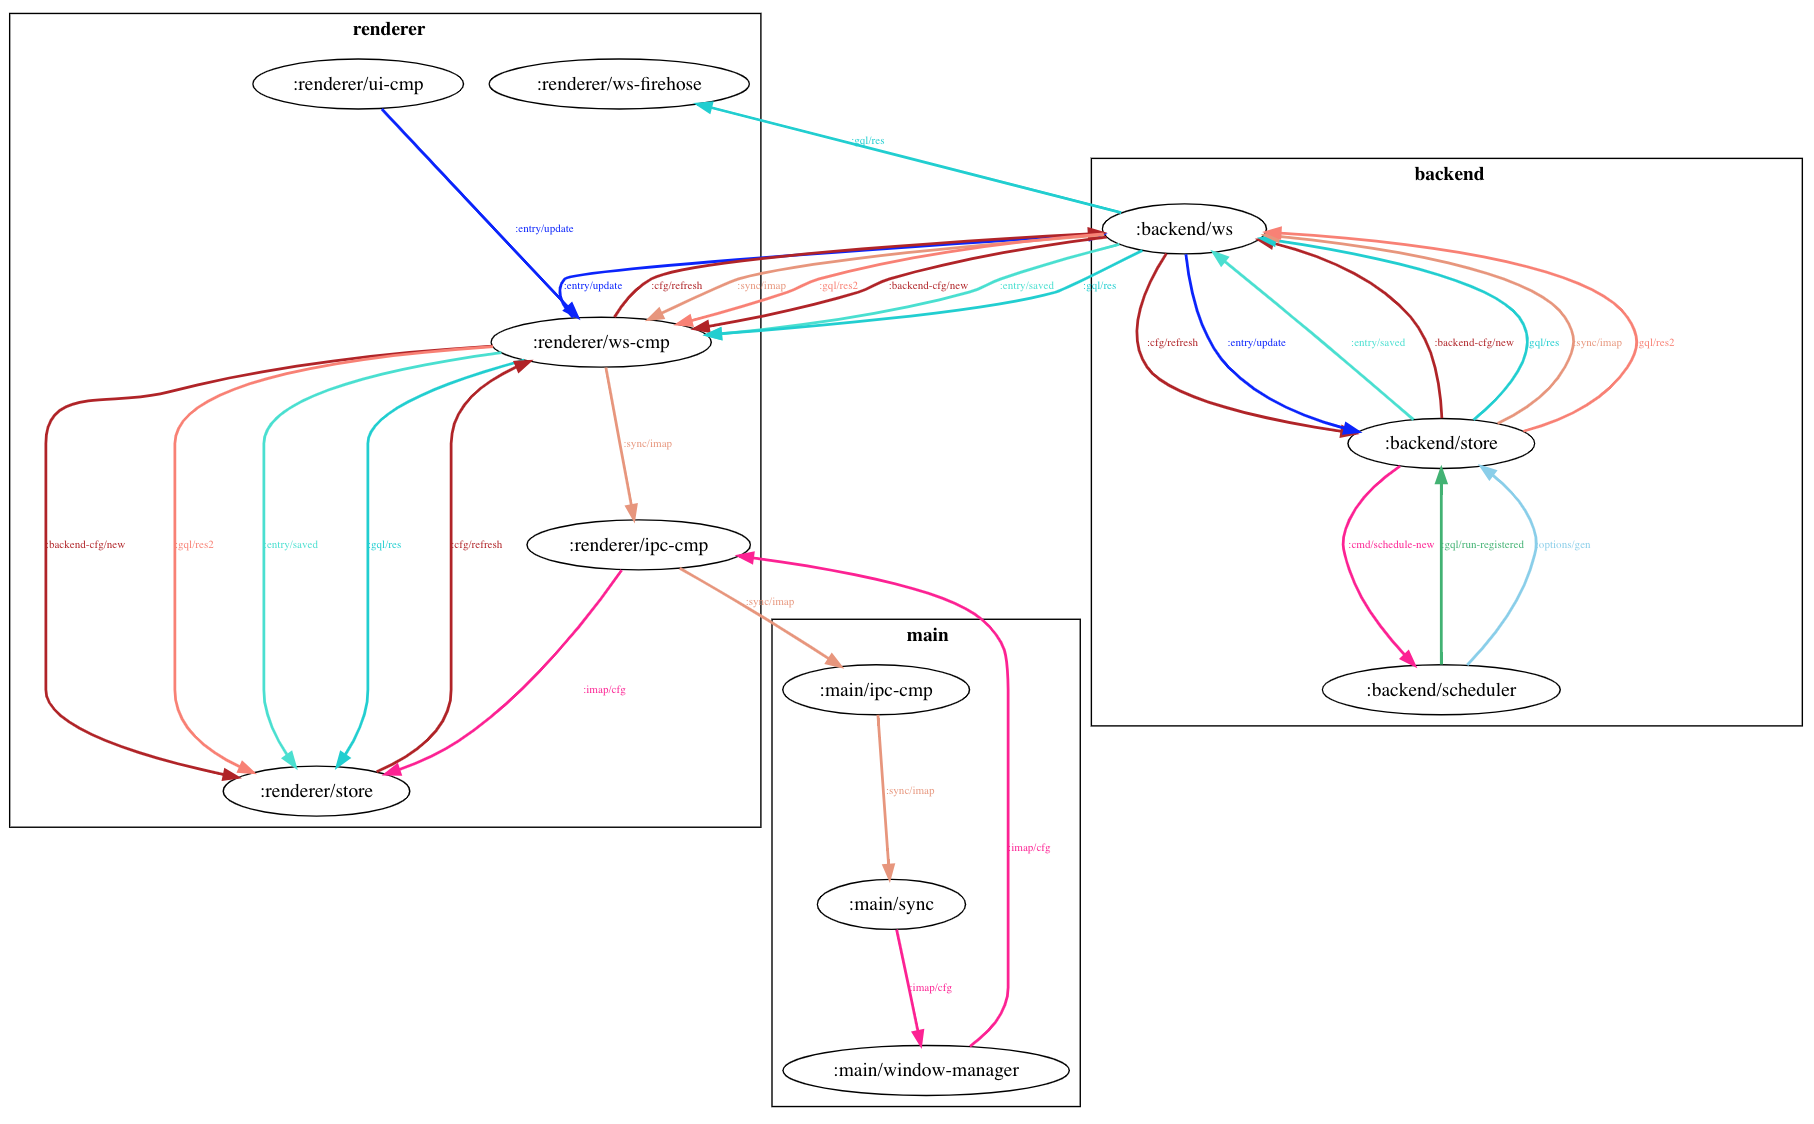 renderer
:renderer/ui-cmp
:renderer/ws-firehose
:gql/res
backend
:backend/ws
:entry/update
:entry/update
:cfg/refresh
:sync/imap
:gql/res2
:backend-cfg/new
:entry/saved
:gql/res
:renderer/ws-cmp
:cfg/refresh
:entry/update
:entry/saved
:backend-cfg/new
:gql/res
:sync/imap
:gql/res2
:sync/imap
:backend/store
:renderer/ipc-cmp
:backend-cfg/new
:gql/res2
:entry/saved
:gql/res
:cfg/refresh
:cmd/schedule-new
:gql/run-registered
:options/gen
:sync/imap
main
:imap/cfg
:main/ipc-cmp
:backend/scheduler
:renderer/store
:sync/imap
:imap/cfg
:main/sync
:imap/cfg
:main/window-manager